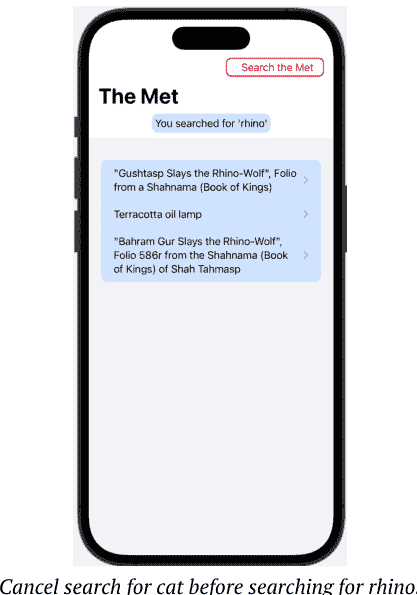 Search the Met
The Met
You searched for 'rhino'
"Gushtasp Slays the Rhino-Wolf", Folio
from a Shahnama (Book of Kings)
Terracotta oil lamp
"Bahram Gur Slays the Rhino-Wolf",
Folio 586r from the Shahnama (Book
of Kings) of Shah Tahmasp
Cancel search for cat before searching for rhino.